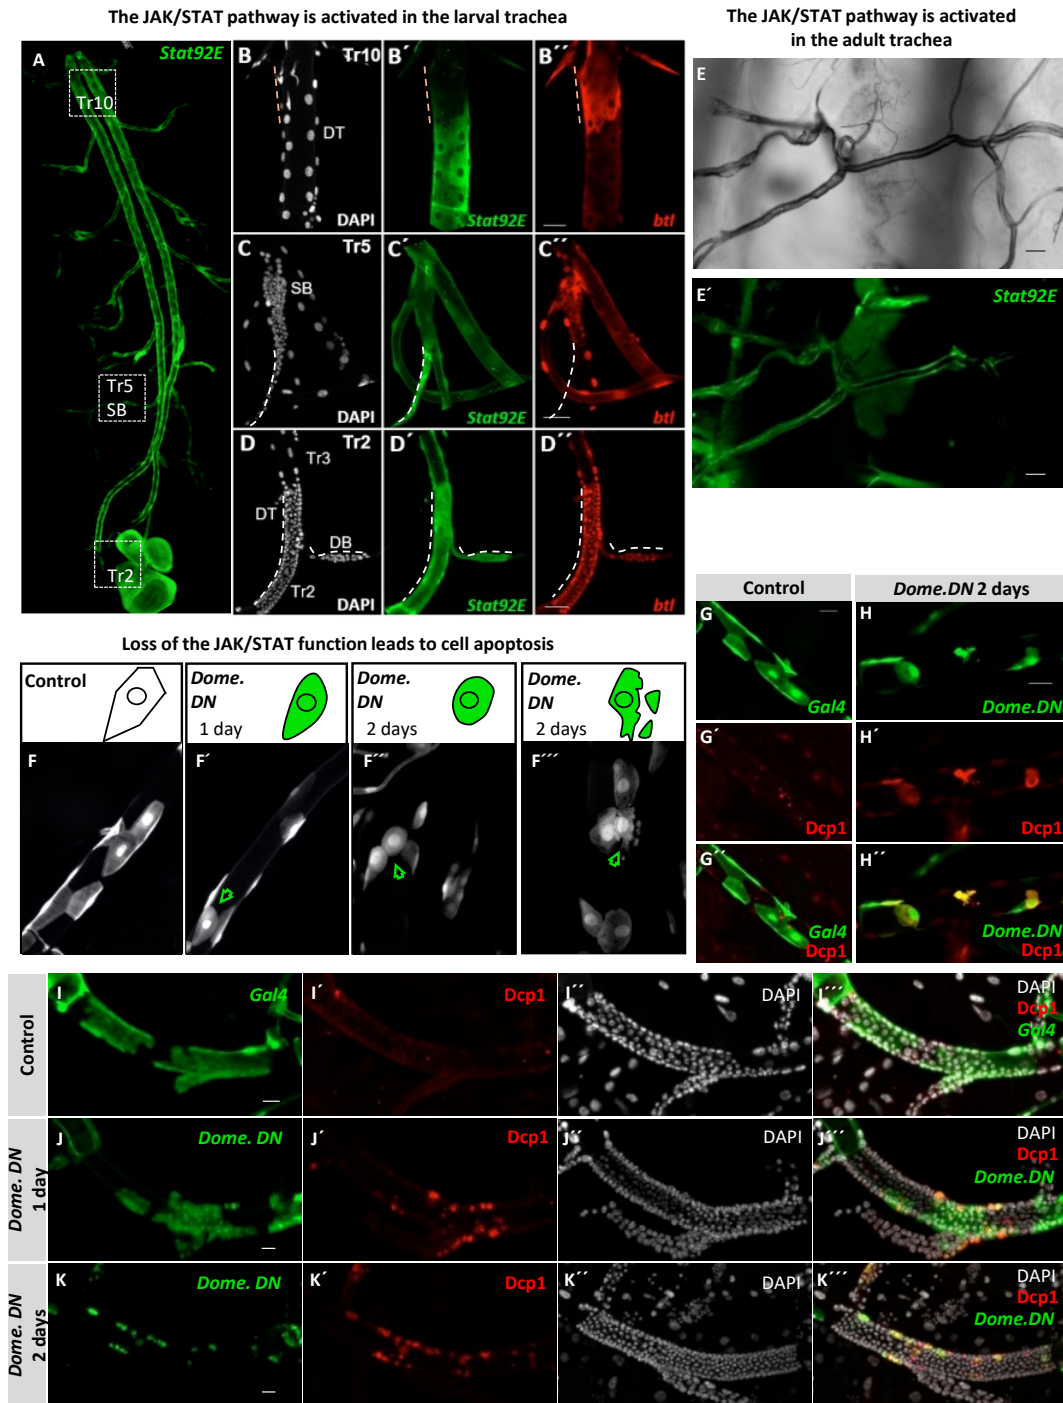 The JAK/STAT pathway is activated in the larval trachea
The JAK/STAT pathway is activated
in the adult trachea
A
Stat92E
Tr10
Tr5
SB
Tr2
B
Tr10
DT
DAPI
B´
Stat92E
B´´
btl
C
Tr5
SB
DAPI
C´
Stat92E
C´´
btl
D
Tr2
Tr3
DT
DB
Tr2
DAPI
D´
Stat92E
D´´
btl
E
E´
Stat92E
Loss of the JAK/STAT function leads to cell apoptosis
Control
Dome.
DN
1 day
Dome.
DN
2 days
Dome.
DN
2 days
F
F´
F´´
F´´´
Control
Dome.DN 2 days
G
Gal4
H
Dome.DN
G´
Dcp1
H´
Dcp1
G´´
Gal4
Dcp1
H´´
Dome.DN
Dcp1
Control
I
Gal4
I´
Dcp1
I´´
DAPI
I´´´
DAPI
Dcp1
Gal4
Dome. DN
1 day
J
Dome. DN
J´
Dcp1
J´´
DAPI
J´´´
DAPI
Dcp1
Dome.DN
Dome. DN
2 days
K
Dome. DN
K´
Dcp1
K´´
DAPI
K´´´
DAPI
Dcp1
Dome.DN